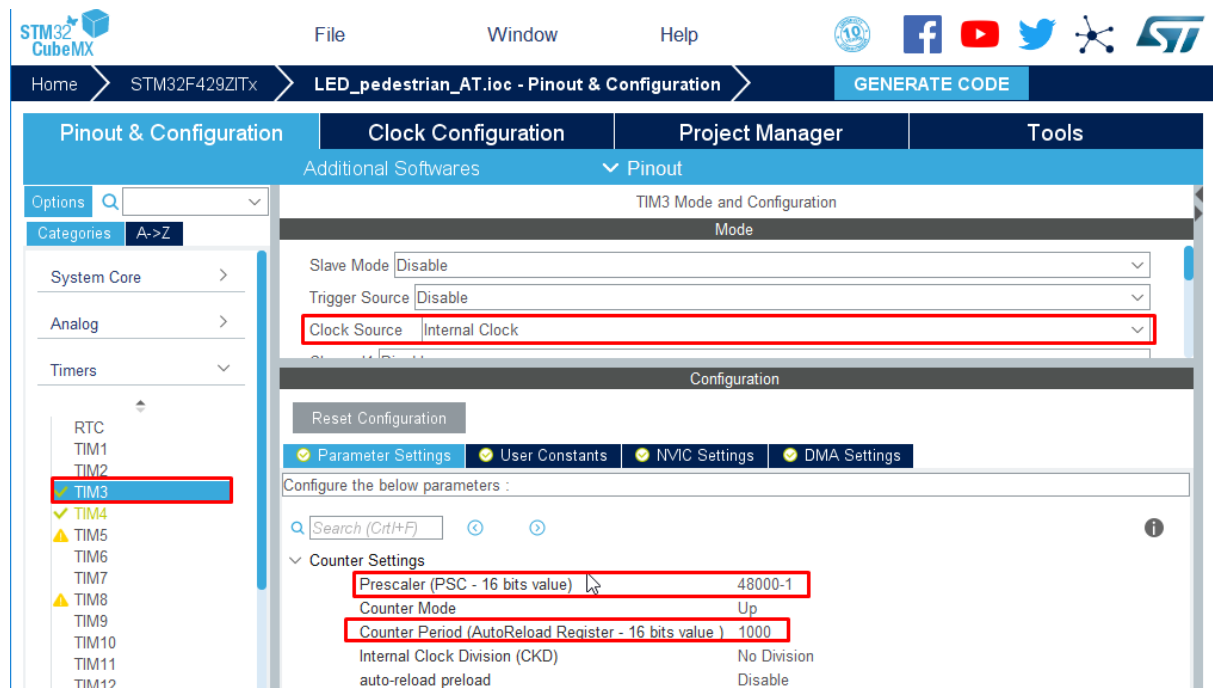 STM32
CubeMX
File Window Help
10
Home STM32F429ZITx LED_pedestrian_AT.ioc - Pinout & Configuration GENERATE CODE
Pinout & Configuration Clock Configuration Project Manager Tools
Additional Softwares Pinout
Options TIM3 Mode and Configuration
Categories A->Z Mode
System Core
Slave Mode Disable
Trigger Source Disable
Analog
Clock Source Internal Clock
Timers
Configuration
Reset Configuration
RTC
TIM1
TIM2
TIM3
TIM4
TIM5
TIM6
TIM7
TIM8
TIM9
TIM10
TIM11
TIM12
Parameter Settings User Constants NVIC Settings DMA Settings
Configure the below parameters :
Search (Crtl+F)
Counter Settings
Prescaler (PSC - 16 bits value) 48000-1
Counter Mode Up
Counter Period (AutoReload Register - 16 bits value ) 1000
Internal Clock Division (CKD) No Division
auto-reload preload Disable